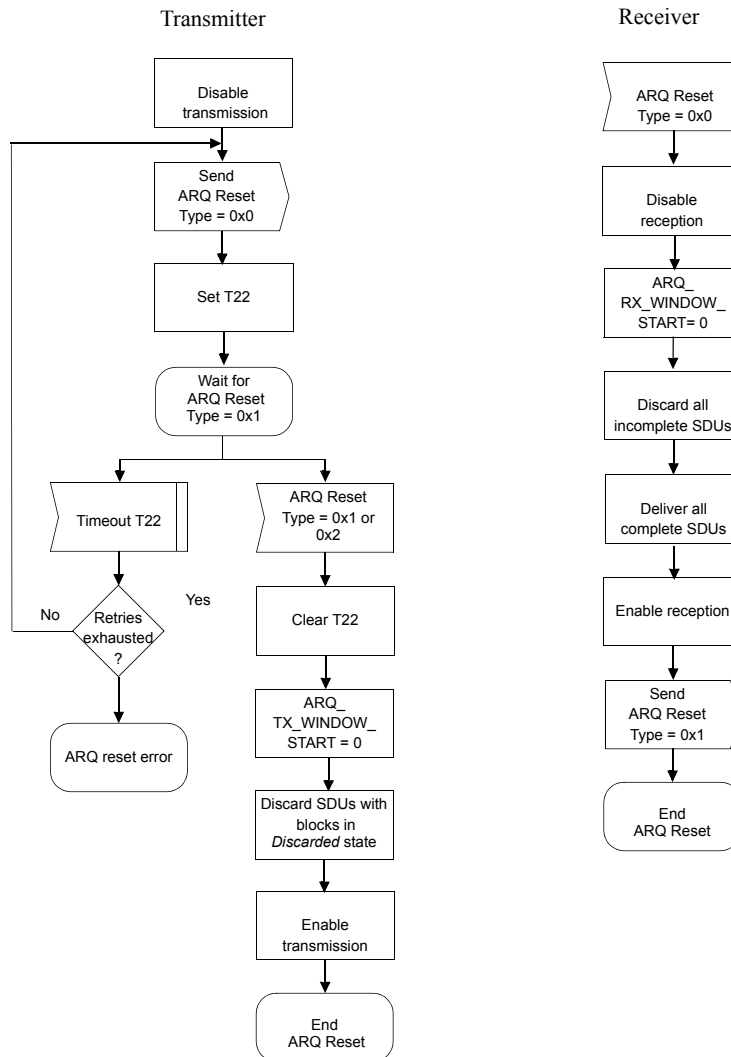 Transmitter
Disable
transmission
Send
ARQ Reset
Type = 0x0
Set T22
Wait for
ARQ Reset
Type = 0x1
Timeout T22
No
Retries
exhausted
?
Yes
ARQ reset error
ARQ Reset
Type = 0x1 or
0x2
Clear T22
ARQ_
TX_WINDOW_
START = 0
Discard SDUs with
blocks in
Discarded state
Enable
transmission
End
ARQ Reset
Receiver
ARQ Reset
Type = 0x0
Disable
reception
ARQ_
RX_WINDOW_
START= 0
Discard all
incomplete SDUs
Deliver all
complete SDUs
Enable reception
Send
ARQ Reset
Type = 0x1
End
ARQ Reset